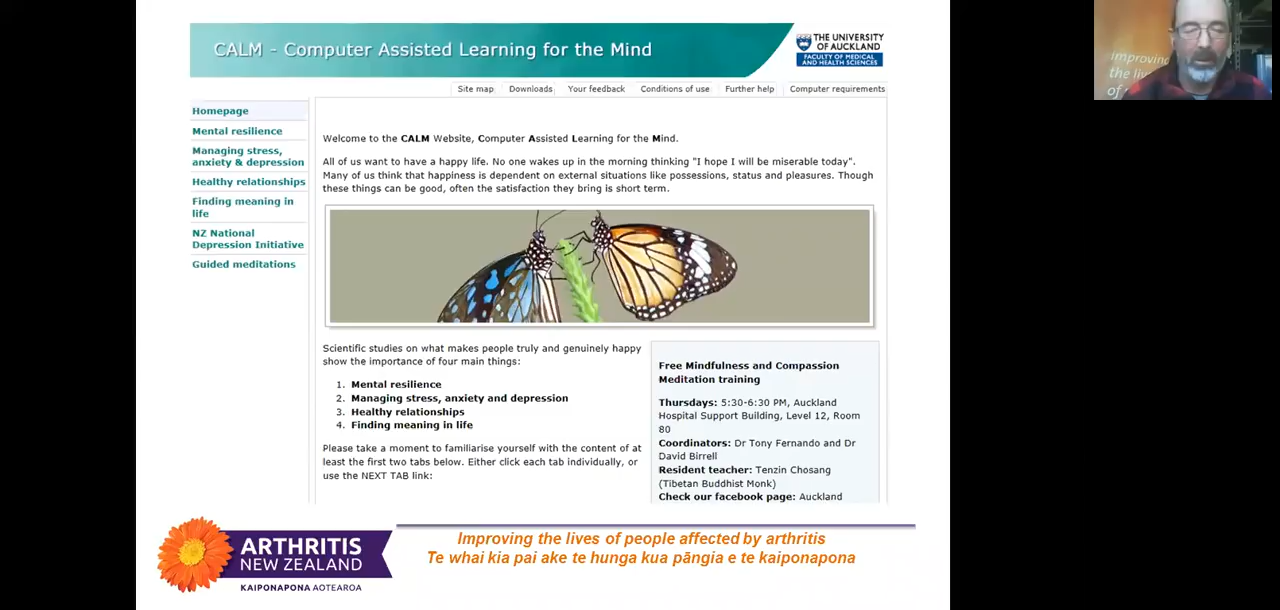 CALM - Computer Assisted Learning for the Mind
THE UNIVERSITY
OF AUCKLAND
FACULTY OF MEDICAL
AND HEALTH SCIENCES
Site map
Downloads
Your feedback
Conditions of use
Further help
Computer requirements
Homepage
Mental resilience
Managing stress,
anxiety & depression
Healthy relationships
Finding meaning in
life
NZ National
Depression Initiative
Guided meditations
Welcome to the CALM Website, Computer Assisted Learning for the Mind.
All of us want to have a happy life. No one wakes up in the morning thinking "I hope I will be miserable today".
Many of us think that happiness is dependent on external situations like possessions, status and pleasures. Though
these things can be good, often the satisfaction they bring is short term.
Scientific studies on what makes people truly and genuinely happy
show the importance of four main things:
1. Mental resilience
2. Managing stress, anxiety and depression
3. Healthy relationships
4. Finding meaning in life
Please take a moment to familiarise yourself with the content of at
least the first two tabs below. Either click each tab individually, or
use the NEXT TAB link:
Free Mindfulness and Compassion
Meditation training
Thursdays: 5:30-6:30 PM, Auckland
Hospital Support Building, Level 12, Room
80
Coordinators: Dr Tony Fernando and Dr
David Birrell
Resident teacher: Tenzin Chosang
(Tibetan Buddhist Monk)
Check our facebook page: Auckland
ARTHRITIS
NEW ZEALAND
KAIPONAPONA AOTEAROA
Improving the lives of people affected by arthritis
Te whai kia pai ake te hunga kua pāngia e te kaiponapona
improving
the liv
of